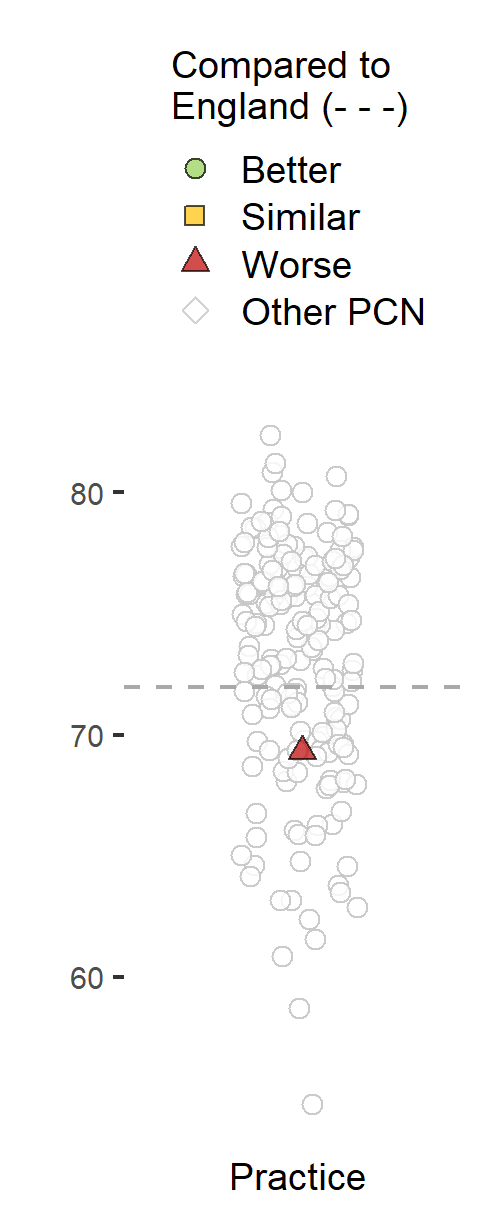 Compared to
England (- - -)
Better
Similar
Worse
Other PCN
80
70
60
Practice